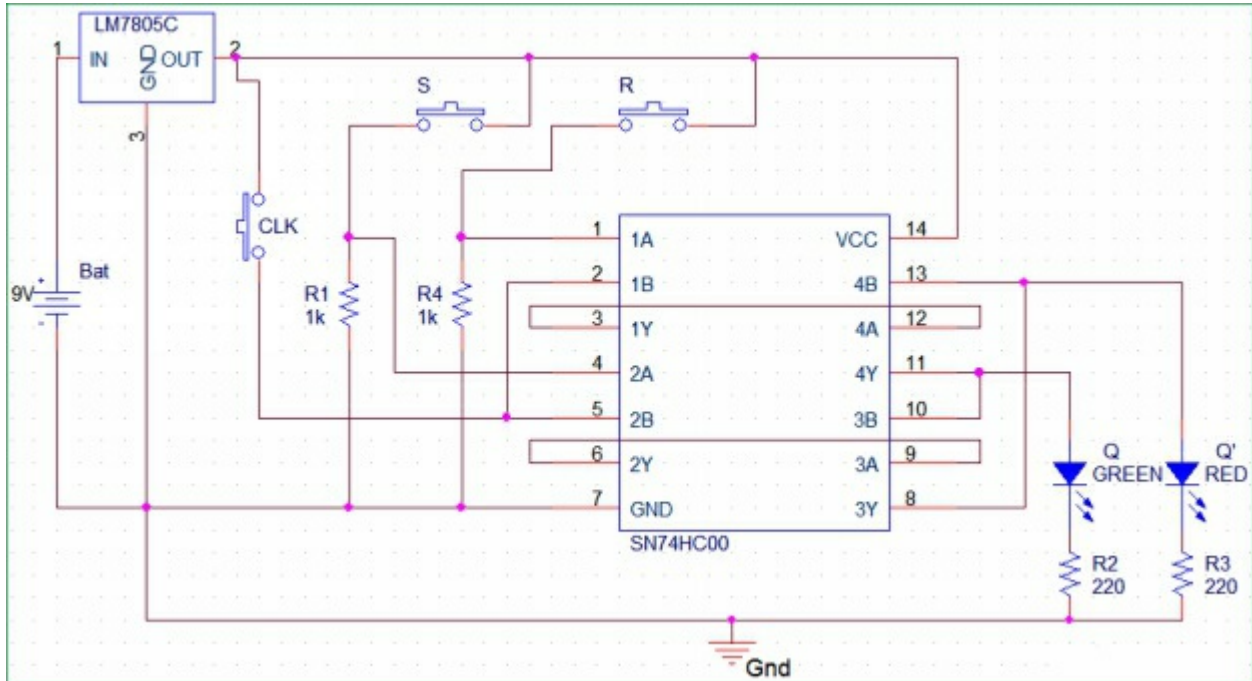 LM7805C
1 IN GND OUT 2
3
S
R
CLK
Bat
9V
+
-
R1
1k
R4
1k
1 1A VCC 14
2 1B 4B 13
3 1Y 4A 12
4 2A 4Y 11
5 2B 3B 10
6 2Y 3A 9
7 GND 3Y 8
SN74HC00
Q
GREEN
Q'
RED
R2
220
R3
220
Gnd